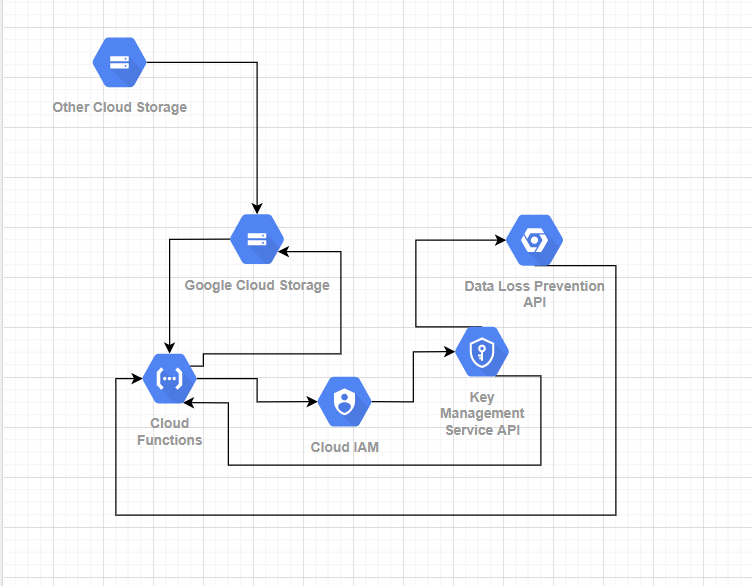 Other Cloud Storage
Google Cloud Storage
Data Loss Prevention
API
Cloud
Functions
Cloud IAM
Key
Management
Service API